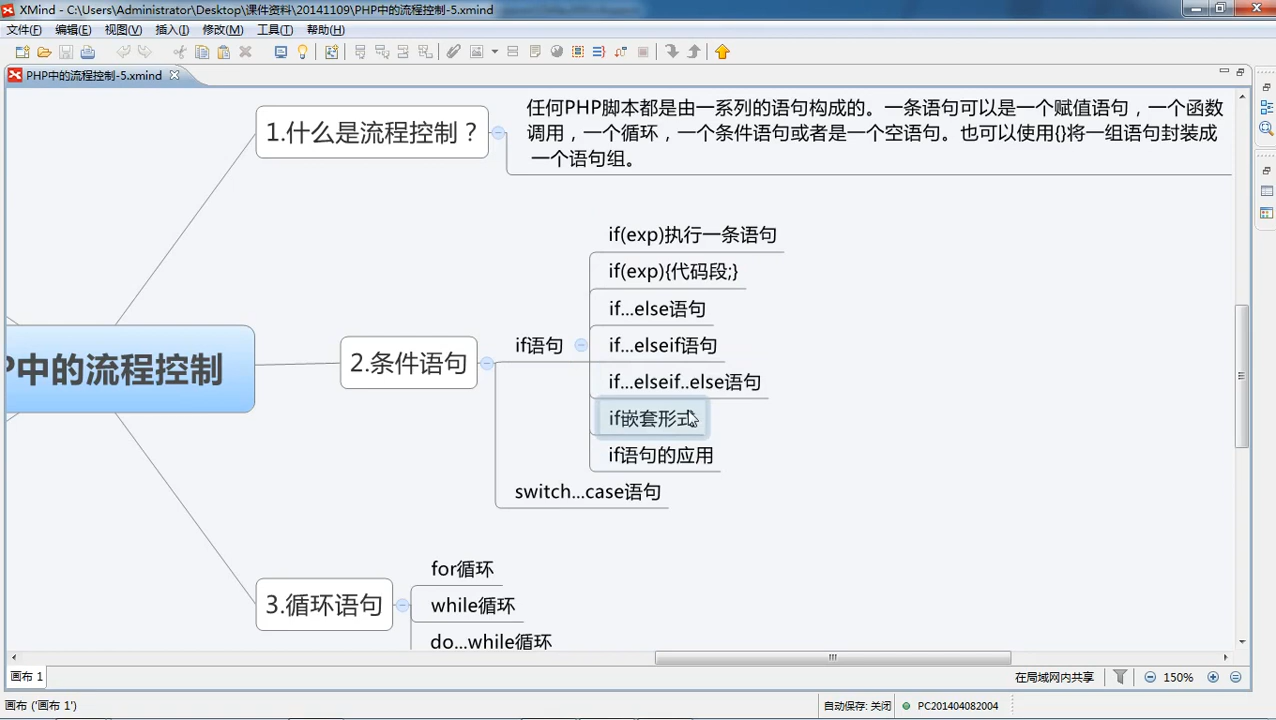 XMind - C:\Users\Administrator\Desktop\课件资料\20141109\PHP中的流程控制-5.xmind
文件(F) 编辑(E) 视图(V) 插入(I) 修改(M) 工具(T) 帮助(H)
PHP中的流程控制-5.xmind
1.什么是流程控制？
任何PHP脚本都是由一系列的语句构成的。一条语句可以是一个赋值语句，一个函数
调用，一个循环，一个条件语句或者是一个空语句。也可以使用{}将一组语句封装成
一个语句组。
P中的流程控制
2.条件语句
if语句
if(exp)执行一条语句
if(exp){代码段;}
if...else语句
if...elseif语句
if...elseif..else语句
if嵌套形式
if语句的应用
switch...case语句
3.循环语句
for循环
while循环
do...while循环
画布 1
在局域网内共享
150%
画布 ('画布 1')
自动保存: 关闭
PC201404082004